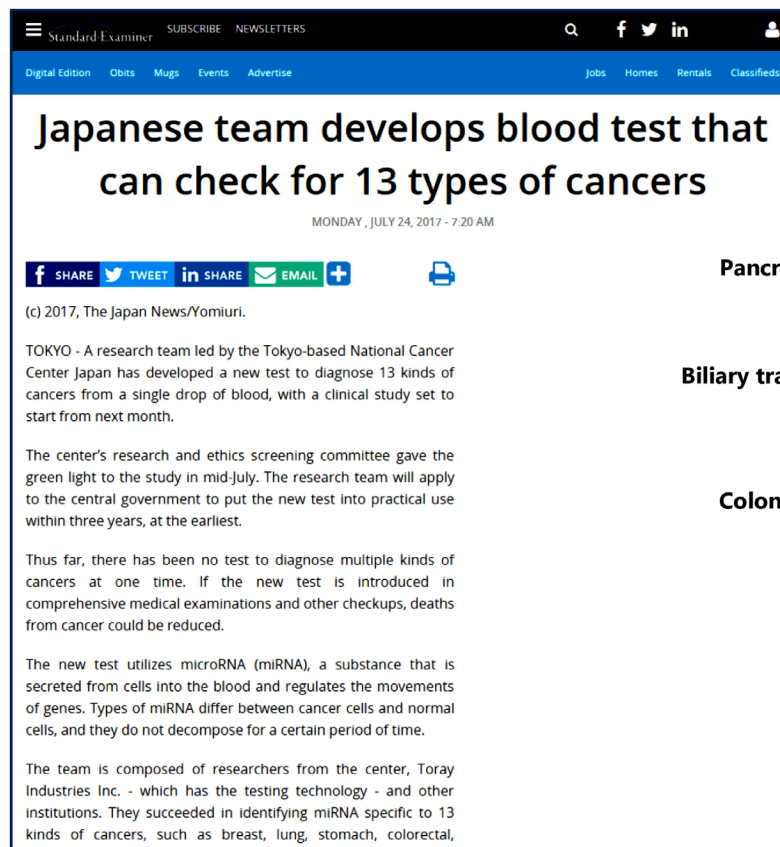 Standard-Examiner SUBSCRIBE NEWSLETTERS
Digital Edition Obits Mugs Events Advertise Jobs Homes Rentals Classifieds
Japanese team develops blood test that
can check for 13 types of cancers
MONDAY , JULY 24, 2017 - 7:20 AM
SHARE TWEET in SHARE EMAIL
(c) 2017, The Japan News/Yomiuri.
TOKYO - A research team led by the Tokyo-based National Cancer
Center Japan has developed a new test to diagnose 13 kinds of
cancers from a single drop of blood, with a clinical study set to
start from next month.
The center's research and ethics screening committee gave the
green light to the study in mid-July. The research team will apply
to the central government to put the new test into practical use
within three years, at the earliest.
Thus far, there has been no test to diagnose multiple kinds of
cancers at one time. If the new test is introduced in
comprehensive medical examinations and other checkups, deaths
from cancer could be reduced.
The new test utilizes microRNA (miRNA), a substance that is
secreted from cells into the blood and regulates the movements
of genes. Types of miRNA differ between cancer cells and normal
cells, and they do not decompose for a certain period of time.
The team is composed of researchers from the center, Toray
Industries Inc. - which has the testing technology - and other
institutions. They succeeded in identifying miRNA specific to 13
kinds of cancers, such as breast, lung, stomach, colorectal,
Pancr
Biliary tra
Colon